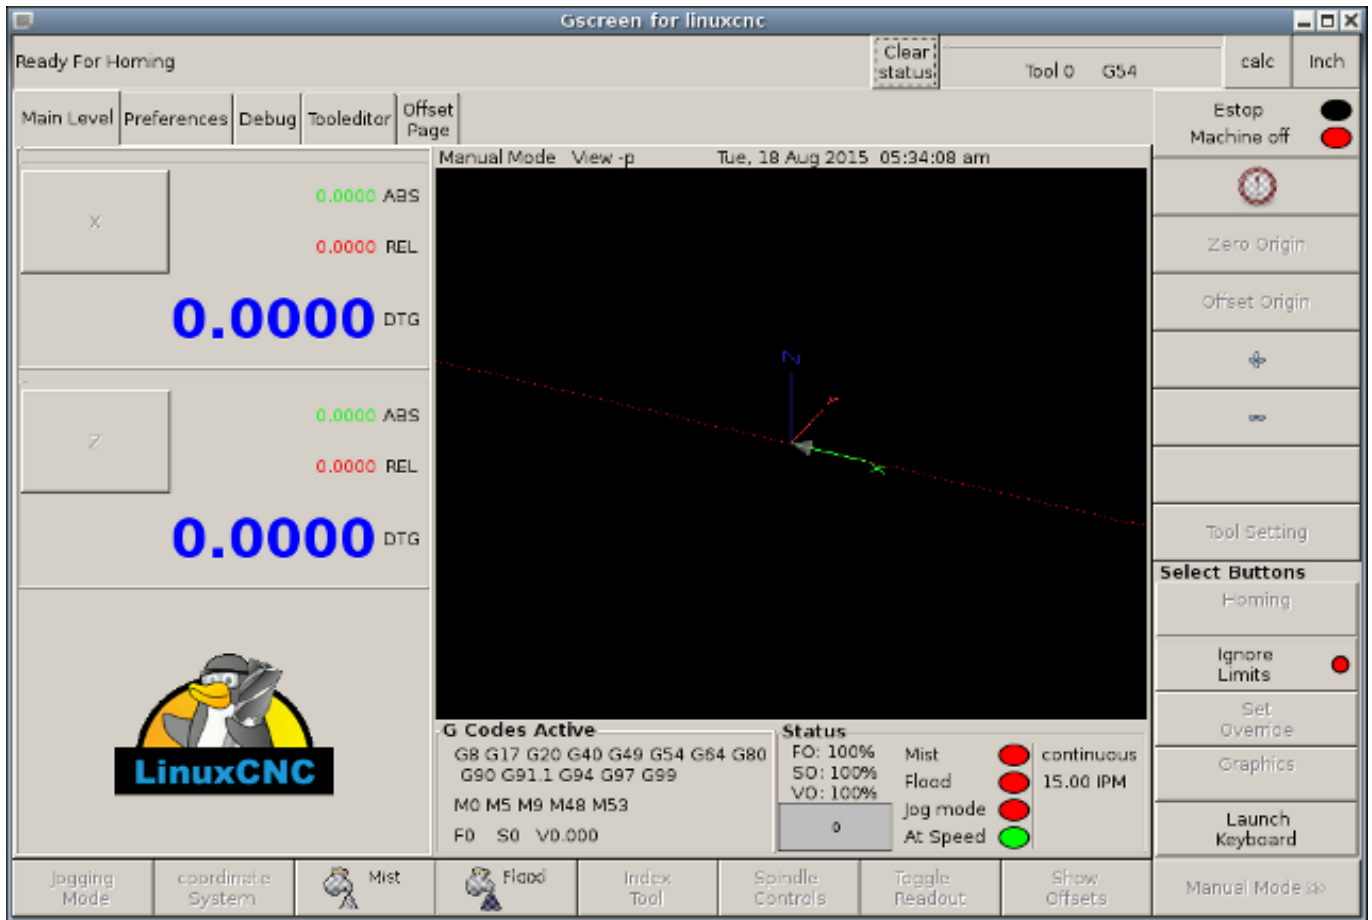 Gscreen for linuxcnc
Ready For Homing
Clear
status
Tool 0 G54
calc
Inch
Main Level
Preferences
Debug
Tooleditor
Offset
Page
Estop
Machine off
Manual Mode View -p Tue, 18 Aug 2015 05:34:08 am
X
0.0000 ABS
0.0000 REL
0.0000 DTG
Z
0.0000 ABS
0.0000 REL
0.0000 DTG
Z
Y
X
Zero Origin
Offset Origin
Tool Setting
Select Buttons
Homing
Ignore
Limits
Set
Override
Graphics
Launch
Keyboard
LinuxCNC
G Codes Active
G8 G17 G20 G40 G49 G54 G64 G80
G90 G91.1 G94 G97 G99
M0 M5 M9 M48 M53
F0 S0 V0.000
Status
FO: 100%
SO: 100%
VO: 100%
0
Mist
Flood
Jog mode
At Speed
continuous
15.00 IPM
Jogging
Mode
coordinate
System
Mist
Flood
Index
Tool
Spindle
Controls
Toggle
Readout
Show
Offsets
Manual Mode >>